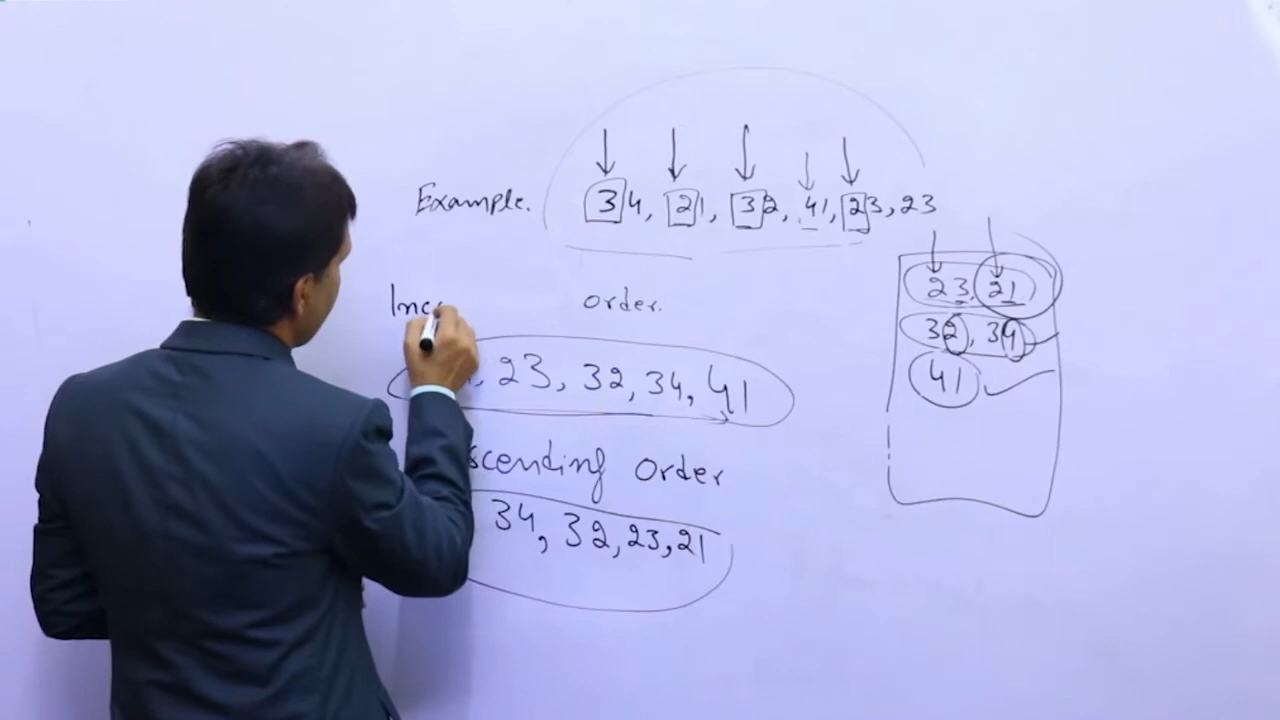 Example. 34, 21, 32, 41, 23, 23
order.
23, 32, 34, 41
order
34, 32, 23, 21
23, 21
32, 34
41